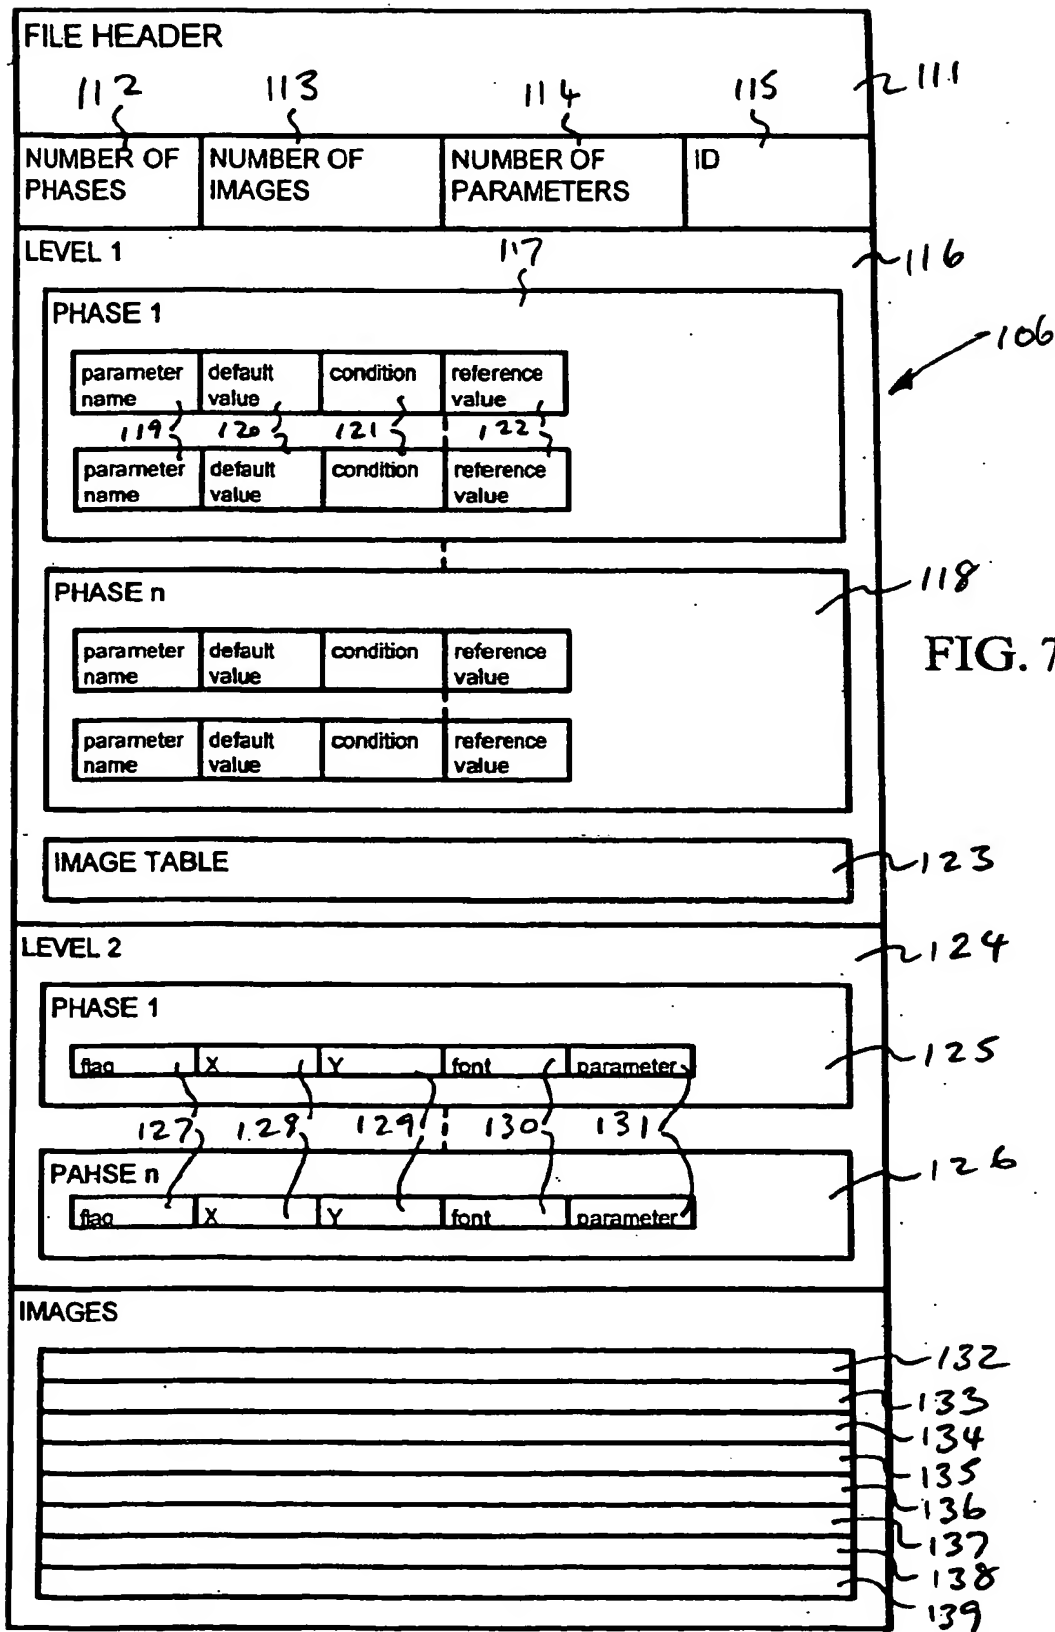 FILE HEADER
111
112 113 114 115
NUMBER OF PHASES
NUMBER OF IMAGES
NUMBER OF PARAMETERS
ID
LEVEL 1
117
116
PHASE 1
106
parameter name
default value
condition
reference value
119 120 121 122
parameter name
default value
condition
reference value
PHASE n
118
FIG. 7
parameter name
default value
condition
reference value
parameter name
default value
condition
reference value
IMAGE TABLE
123
LEVEL 2
124
PHASE 1
flag X Y font parameter
125
127 128 129 130 131
PAHSE n
126
flag X Y font parameter
IMAGES
132
133
134
135
136
137
138
139